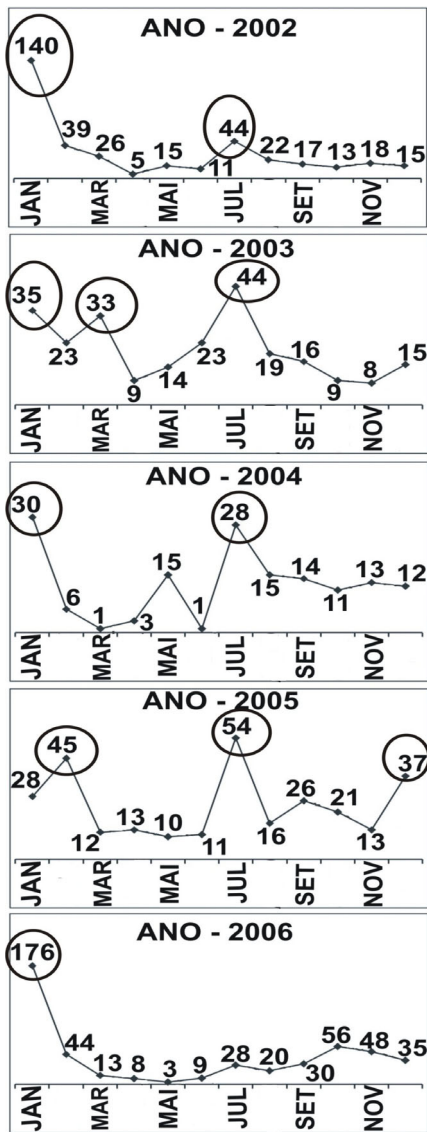 ANO - 2002
140
39
26
5
15
11
44
22
17
13
18
15
JAN
MAR
MAI
JUL
SET
NOV
ANO - 2003
35
23
33
9
14
23
44
19
16
9
8
15
JAN
MAR
MAI
JUL
SET
NOV
ANO - 2004
30
6
1
3
15
1
28
15
14
11
13
12
JAN
MAR
MAI
JUL
SET
NOV
ANO - 2005
28
45
12
13
10
11
54
16
26
21
13
37
JAN
MAR
MAI
JUL
SET
NOV
ANO - 2006
176
44
13
8
3
9
28
20
30
56
48
35
JAN
MAR
MAI
JUL
SET
NOV